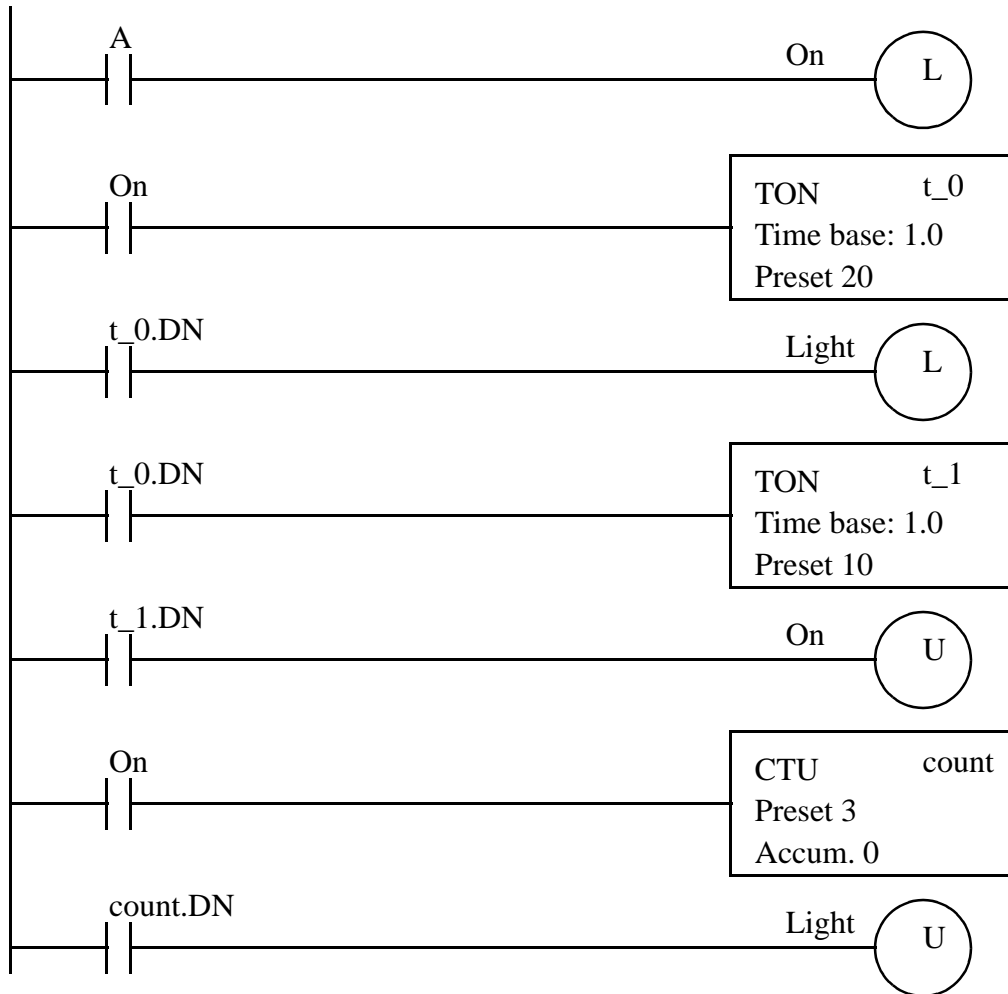 A
On L
On
TON t_0
Time base: 1.0
Preset 20
t_0.DN
Light L
t_0.DN
TON t_1
Time base: 1.0
Preset 10
t_1.DN
On U
On
CTU count
Preset 3
Accum. 0
count.DN
Light U